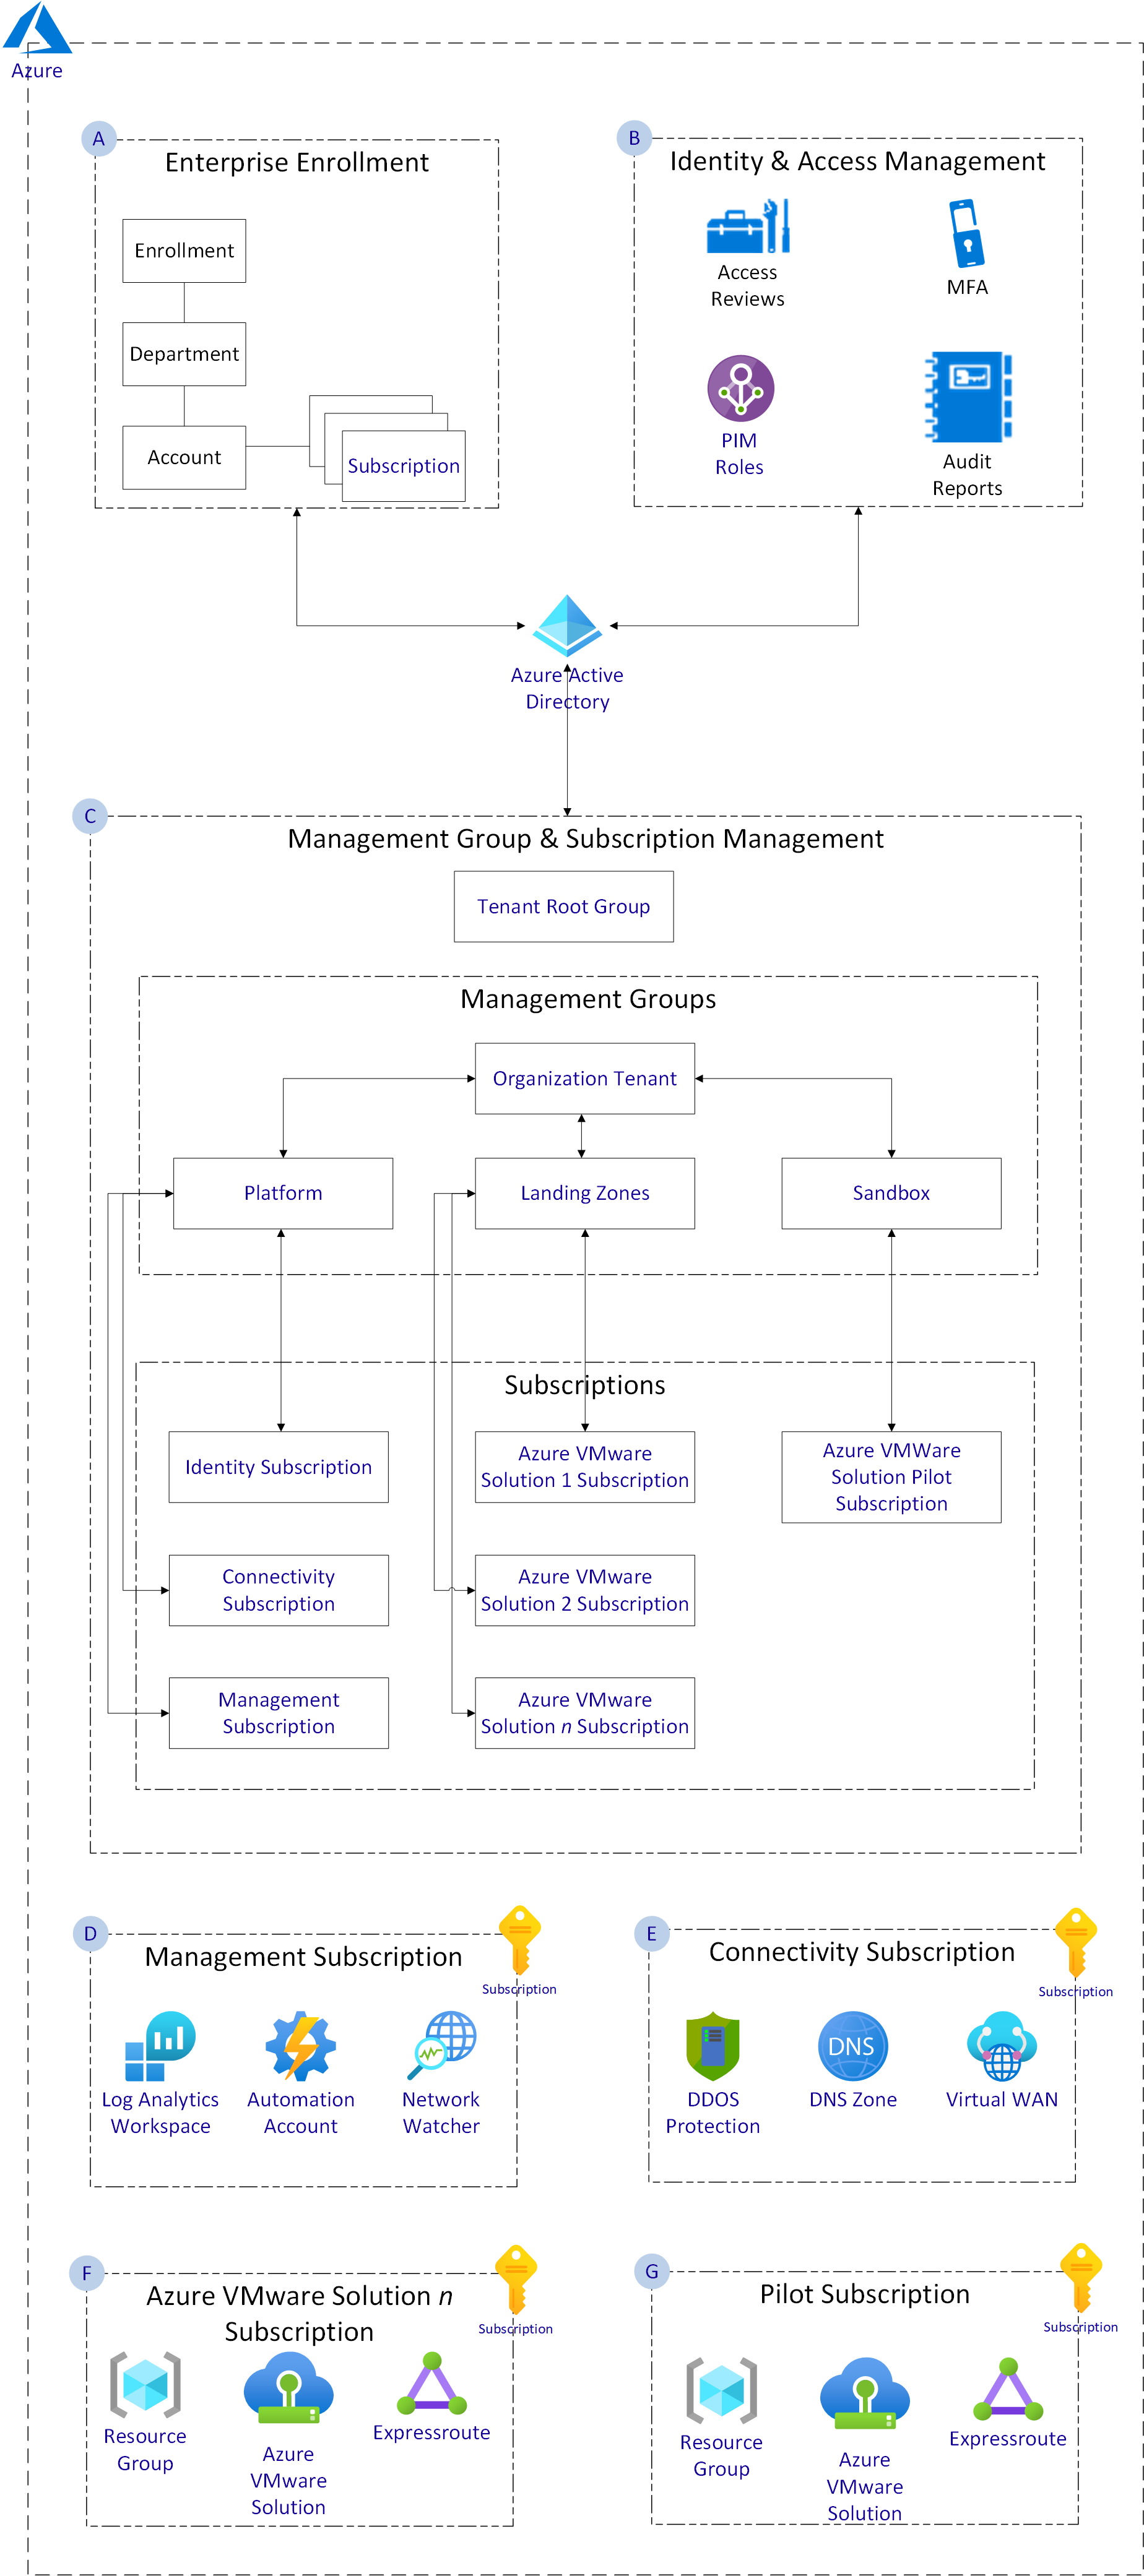 Azure
A
Enterprise Enrollment
Enrollment
Department
Account
Subscription
B
Identity & Access Management
Access
Reviews
MFA
PIM
Roles
Audit
Reports
Azure Active
Directory
C
Management Group & Subscription Management
Tenant Root Group
Management Groups
Organization Tenant
Platform
Landing Zones
Sandbox
Subscriptions
Identity Subscription
Azure VMware
Solution 1 Subscription
Azure VMWare
Solution Pilot
Subscription
Connectivity
Subscription
Azure VMware
Solution 2 Subscription
Management
Subscription
Azure VMware
Solution n Subscription
D
Management Subscription
Subscription
Log Analytics
Workspace
Automation
Account
Network
Watcher
E
Connectivity Subscription
Subscription
DDOS
Protection
DNS
DNS Zone
Virtual WAN
F
Azure VMware Solution n
Subscription
Subscription
Resource
Group
Azure
VMware
Solution
Expressroute
G
Pilot Subscription
Subscription
Resource
Group
Azure
VMware
Solution
Expressroute